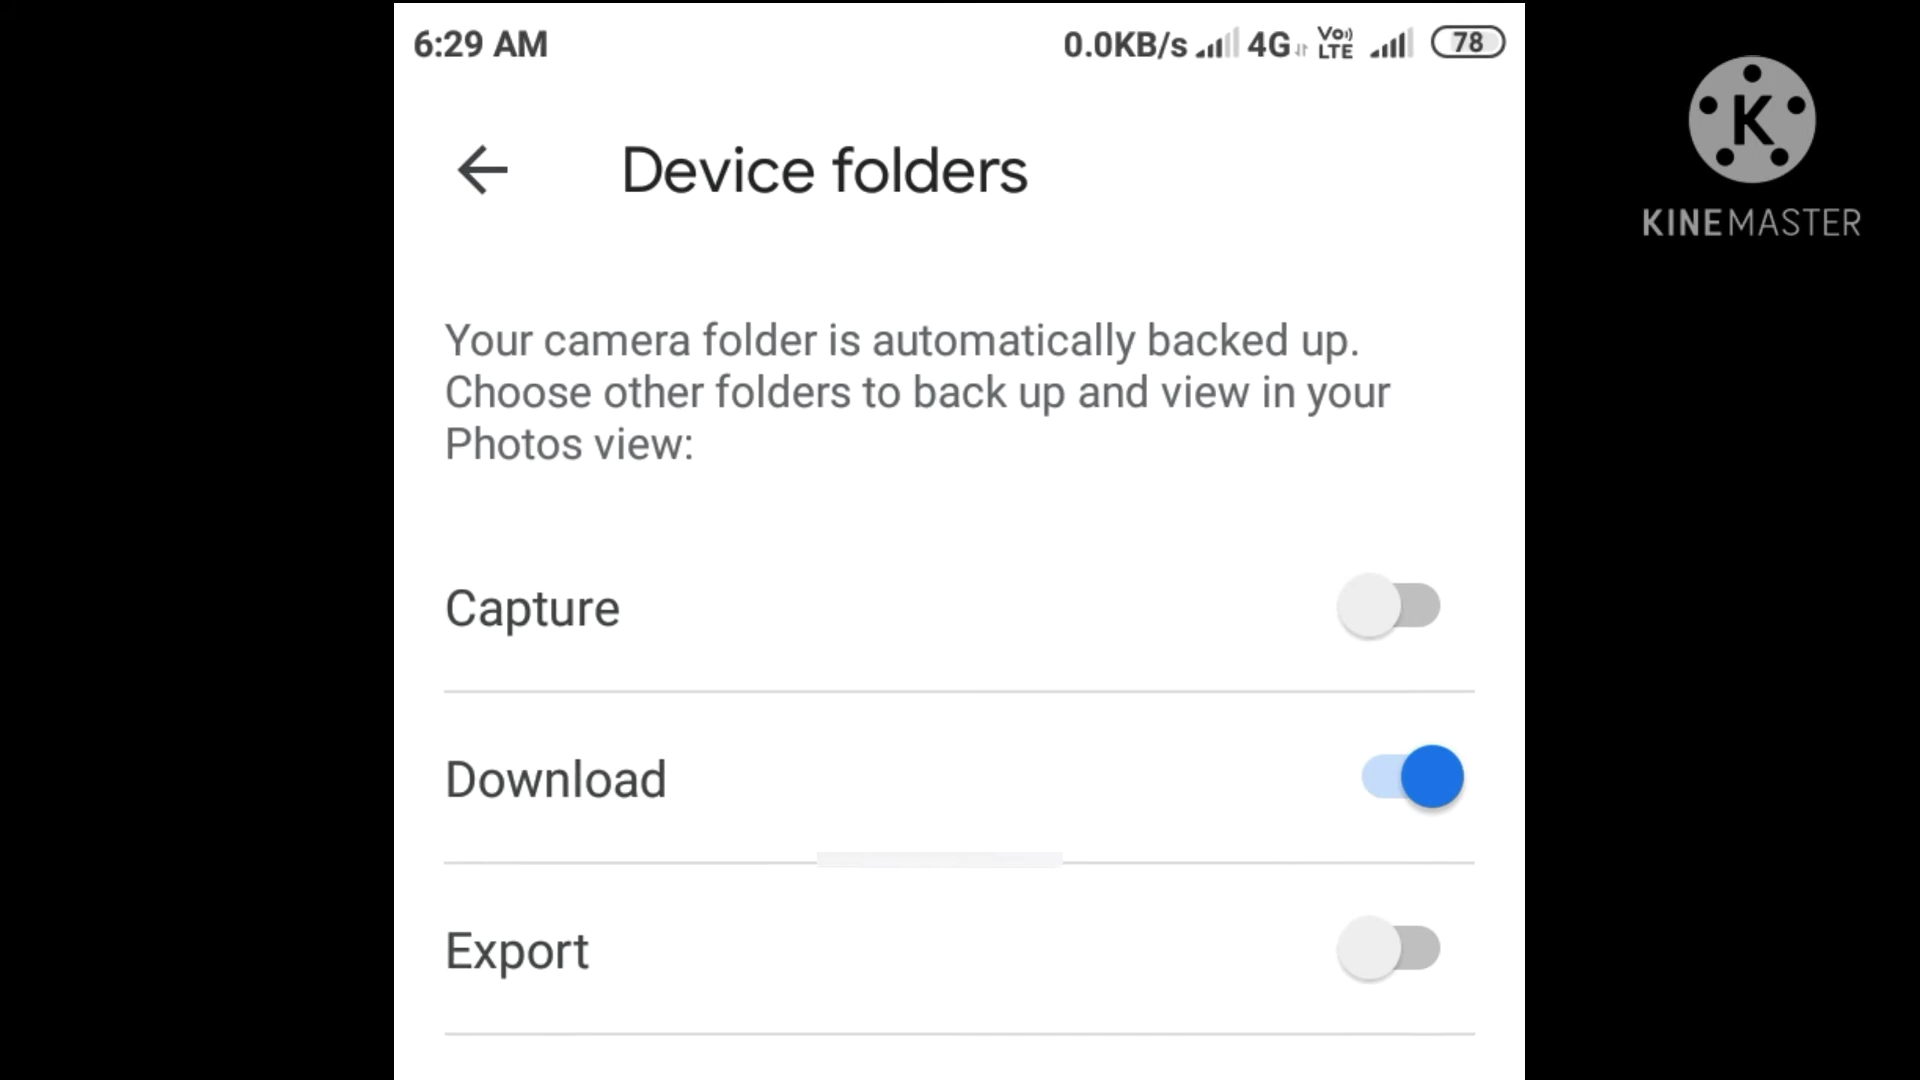 6:29 AM 0.0KB/s 4G Vo) LTE 78
K
KINEMASTER
Device folders
Your camera folder is automatically backed up.
Choose other folders to back up and view in your
Photos view:
Capture
Download
Export